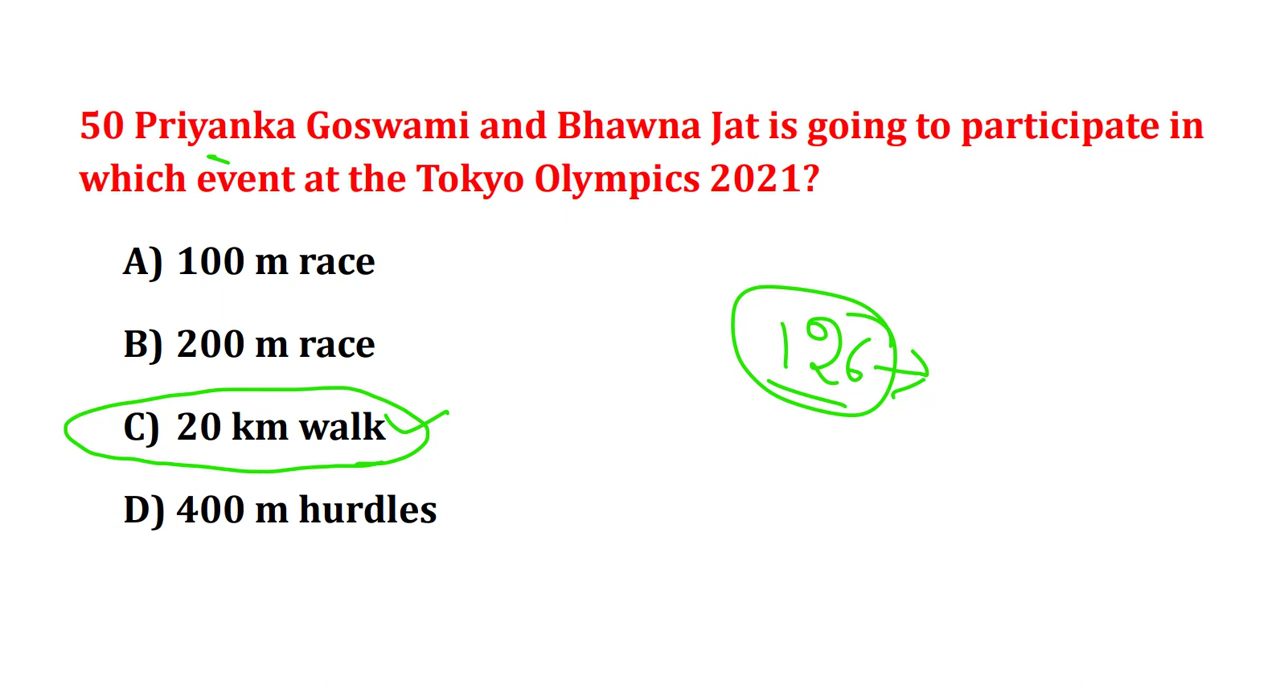 50 Priyanka Goswami and Bhawna Jat is going to participate in
which event at the Tokyo Olympics 2021?
A) 100 m race
B) 200 m race
C) 20 km walk
D) 400 m hurdles
126